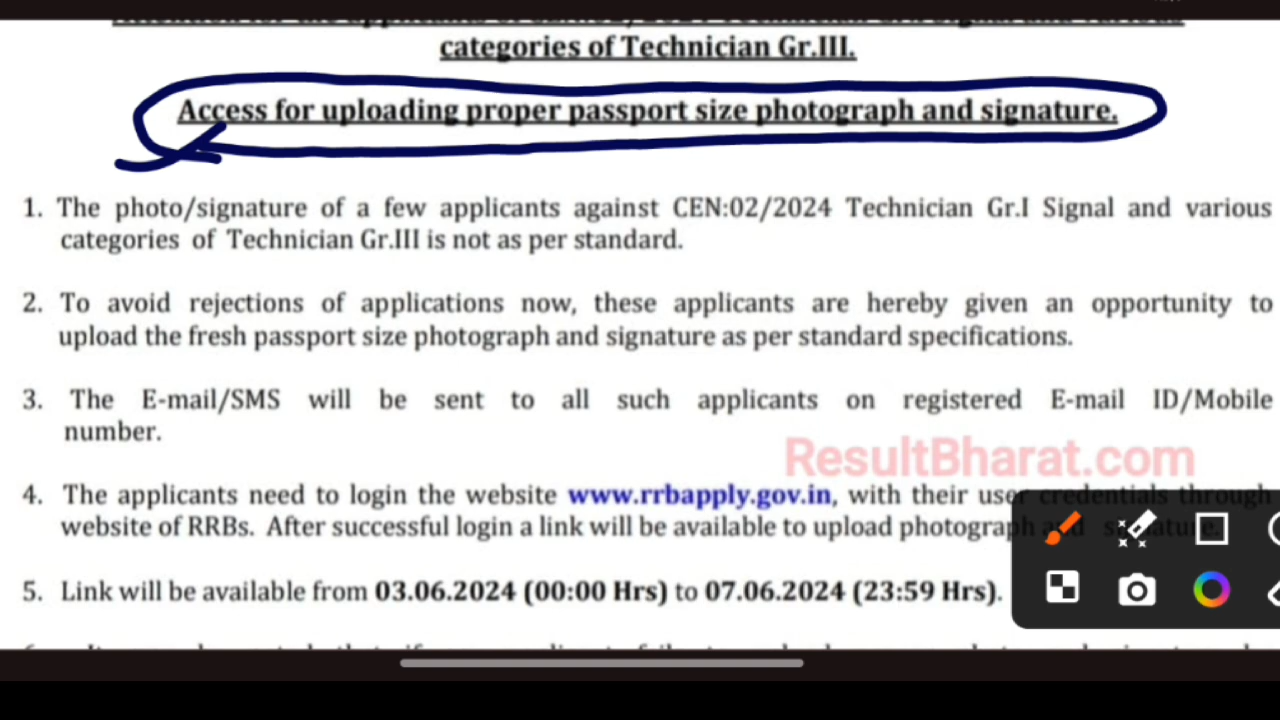 categories of Technician Gr.III.
Access for uploading proper passport size photograph and signature.
1. The photo/signature of a few applicants against CEN:02/2024 Technician Gr.I Signal and various
categories of Technician Gr.III is not as per standard.
2. To avoid rejections of applications now, these applicants are hereby given an opportunity to
upload the fresh passport size photograph and signature as per standard specifications.
3. The E-mail/SMS will be sent to all such applicants on registered E-mail ID/Mobile
number.
ResultBharat.com
4. The applicants need to login the website www.rrbapply.gov.in, with their user credentials through
website of RRBs. After successful login a link will be available to upload photograph and signature.
5. Link will be available from 03.06.2024 (00:00 Hrs) to 07.06.2024 (23:59 Hrs).